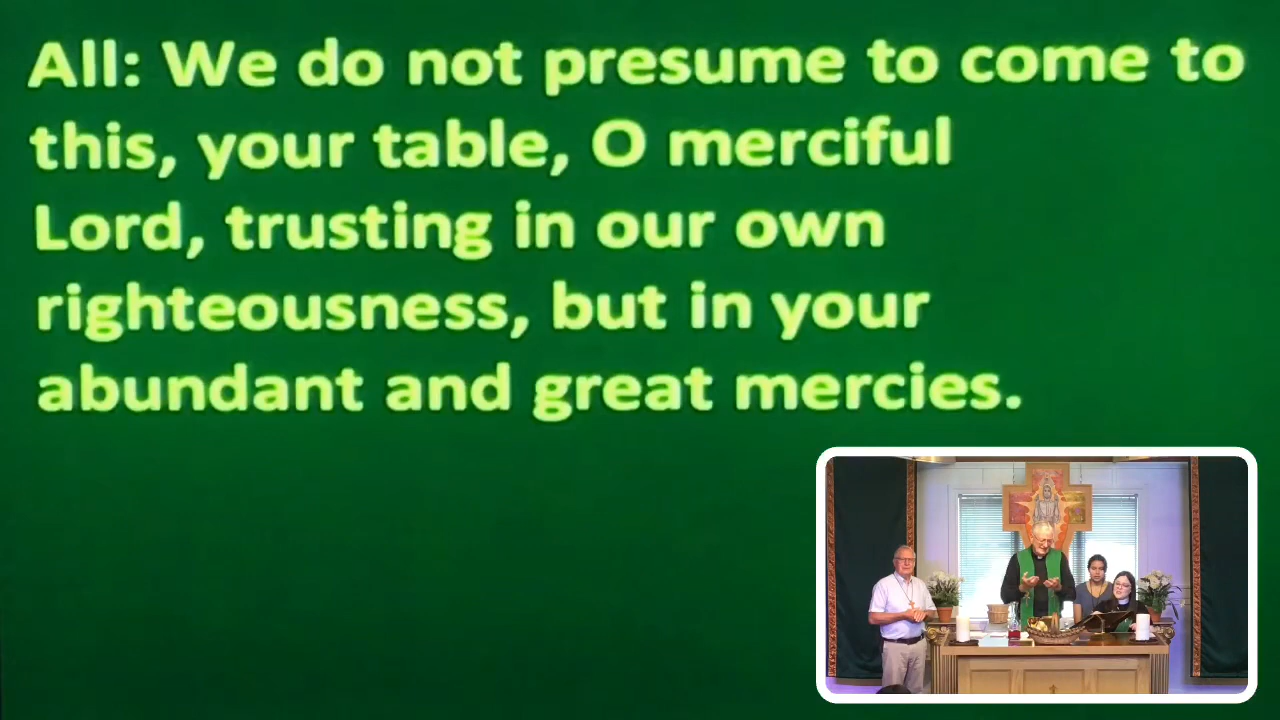 All: We do not presume to come to
this, your table, O merciful
Lord, trusting in our own
righteousness, but in your
abundant and great mercies.